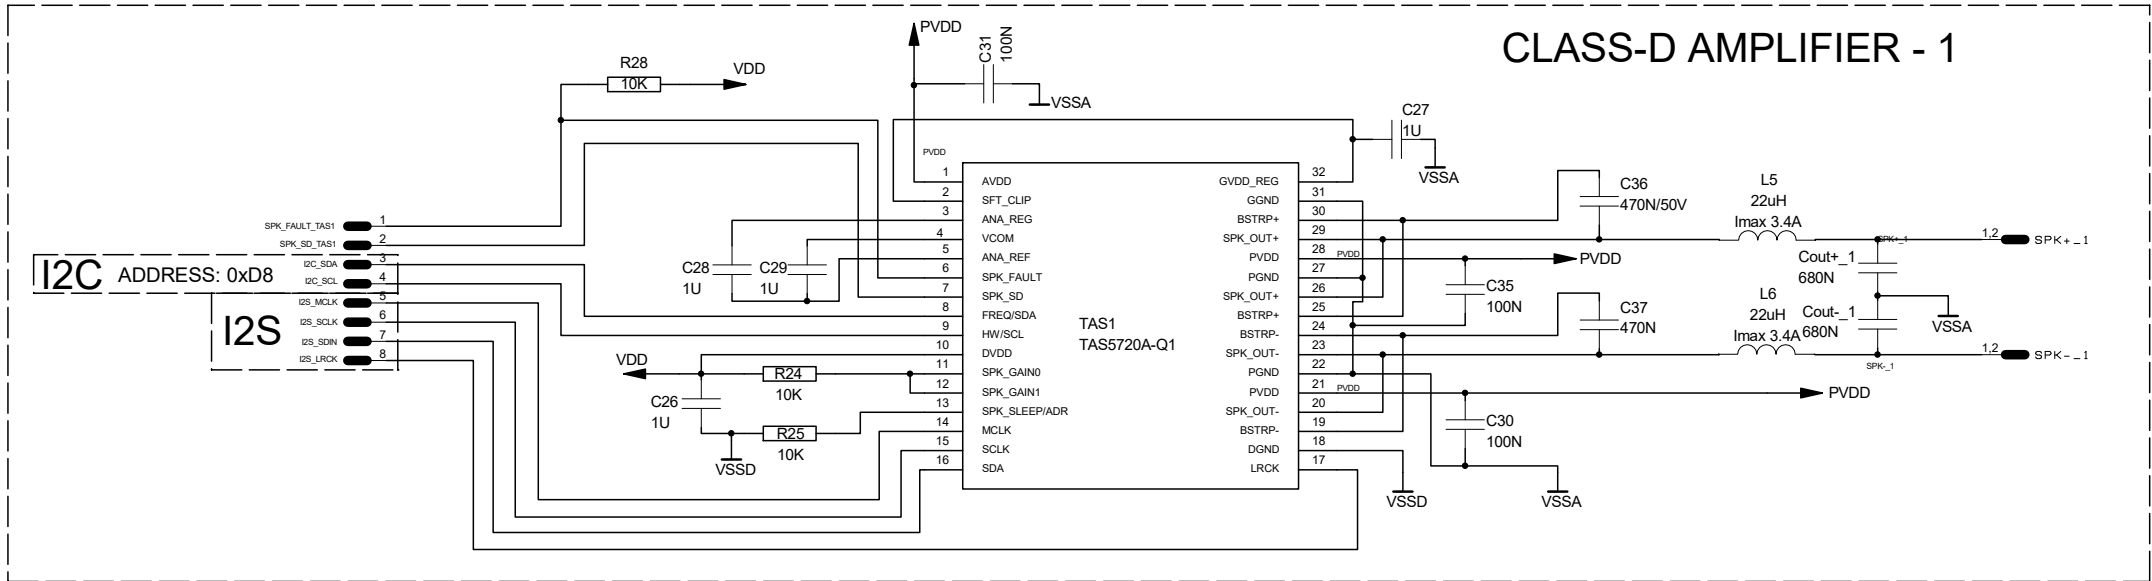 CLASS-D AMPLIFIER - 1
PVDD
C31
100N
VSSA
R28
10K
VDD
C27
1U
VSSA
PVDD
TAS1
TAS5720A-Q1
1 AVDD
2 SFT_CLIP
3 ANA_REG
4 VCOM
5 ANA_REF
6 SPK_FAULT
7 SPK_SD
8 FREQ/SDA
9 HW/SCL
10 DVDD
11 SPK_GAIN0
12 SPK_GAIN1
13 SPK_SLEEP/ADR
14 MCLK
15 SCLK
16 SDA
GVDD_REG 32
GGND 31
BSTRP+ 30
SPK_OUT+ 29
PVDD 28 PVDD
PGND 27
SPK_OUT+ 26
BSTRP+ 25
BSTRP- 24
SPK_OUT- 23
PGND 22
PVDD 21 PVDD
SPK_OUT- 20
BSTRP- 19
DGND 18
LRCK 17
SPK_FAULT_TAS1 1
SPK_SD_TAS1 2
I2C_SDA 3
I2C_SCL 4
I2S_MCLK 5
I2S_SCLK 6
I2S_SDIN 7
I2S_LRCK 8
I2C ADDRESS: 0xD8
I2S
C28
1U
C29
1U
VDD
C26
1U
R24
10K
R25
10K
VSSD
C36
470N/50V
L5
22uH
Imax 3.4A
SPK+_1
1,2 SPK+_1
Cout+_1
680N
PVDD
C35
100N
C37
470N
L6
22uH
Imax 3.4A
Cout-_1
680N
VSSA
1,2 SPK-_1
SPK-_1
PVDD
C30
100N
VSSD
VSSA